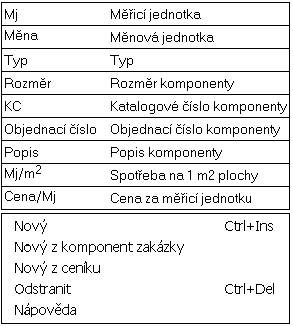 Mj Měřicí jednotka
Měna Měnová jednotka
Typ Typ
Rozměr Rozměr komponenty
KC Katalogové číslo komponenty
Objednací číslo Objednací číslo komponenty
Popis Popis komponenty
Mj/m² Spotřeba na 1 m2 plochy
Cena/Mj Cena za měřicí jednotku
Nový Ctrl+Ins
Nový z komponent zakázky
Nový z ceníku
Odstranit Ctrl+Del
Nápověda